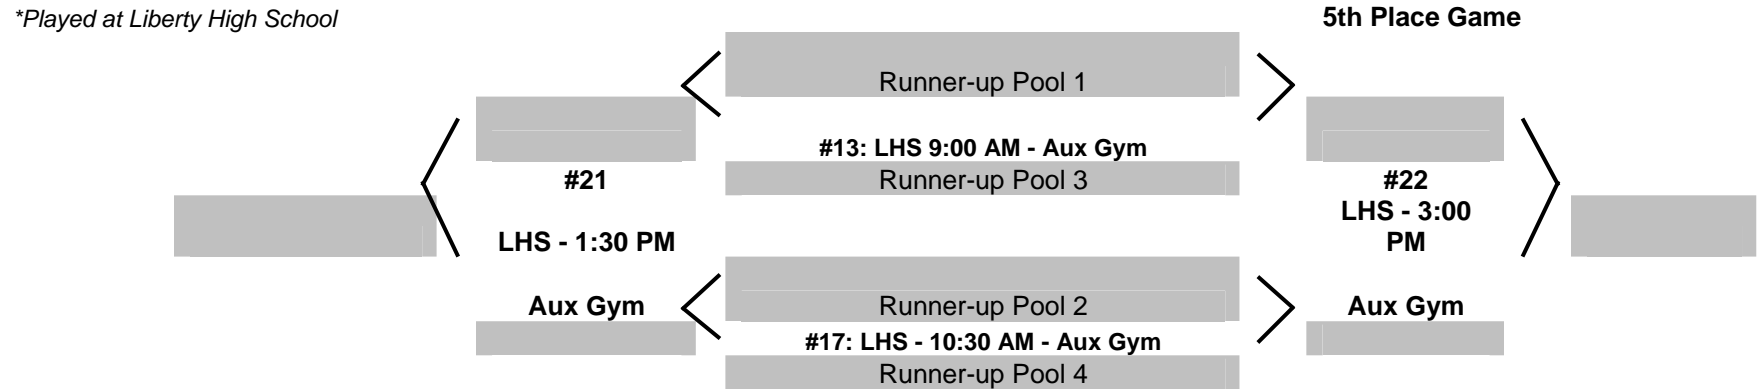 *Played at Liberty High School
5th Place Game
Runner-up Pool 1
#13: LHS 9:00 AM - Aux Gym
#21
Runner-up Pool 3
#22
LHS - 1:30 PM
LHS - 3:00
PM
Aux Gym
Runner-up Pool 2
Aux Gym
#17: LHS - 10:30 AM - Aux Gym
Runner-up Pool 4